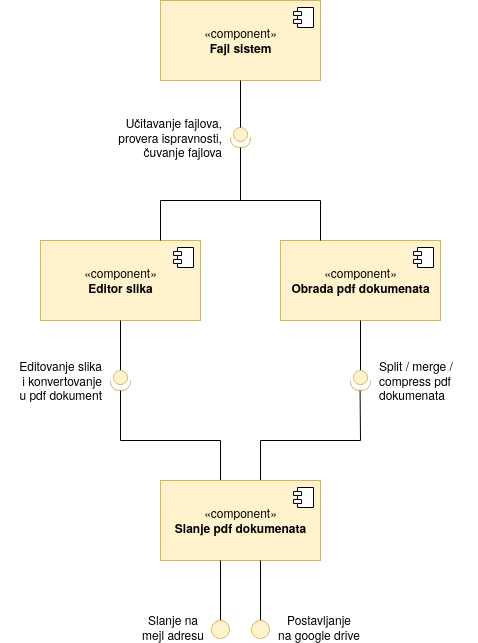 «component»
Fajl sistem
Učitavanje fajlova,
provera ispravnosti,
čuvanje fajlova
«component»
Editor slika
«component»
Obrada pdf dokumenata
Editovanje slika
i konvertovanje
u pdf dokument
Split / merge /
compress pdf
dokumenata
«component»
Slanje pdf dokumenata
Slanje na
mejl adresu
Postavljanje
na google drive